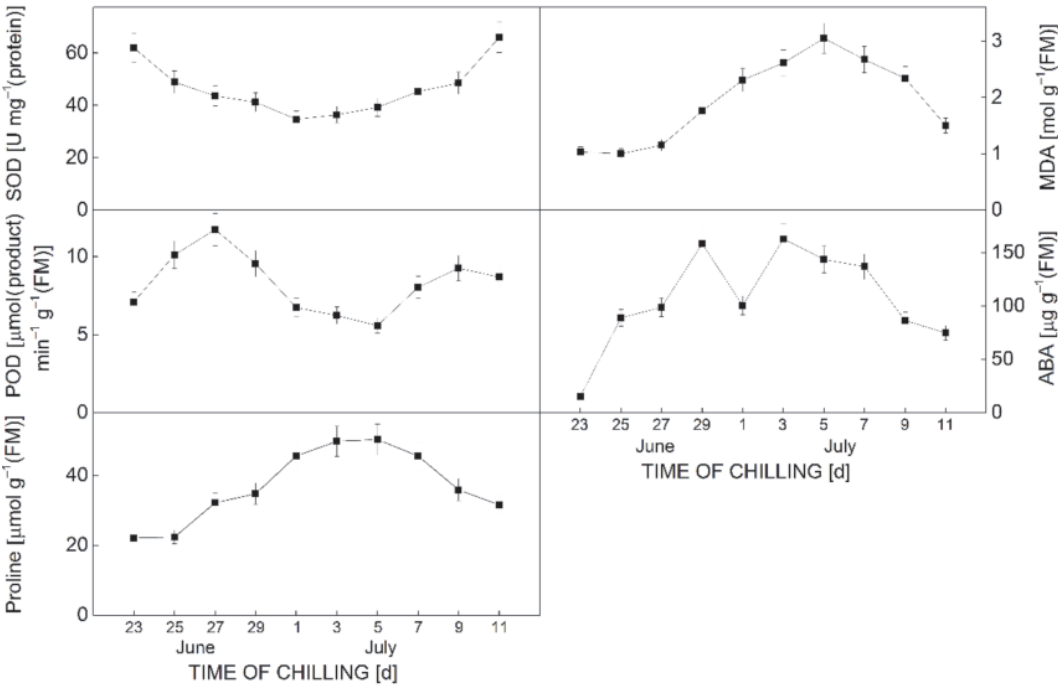 SOD [U mg⁻¹(protein)]
60
40
20
0
MDA [mol g⁻¹(FM)]
3
2
1
0
POD [µmol(product)
min⁻¹ g⁻¹(FM)]
10
5
0
ABA [µg g⁻¹(FM)]
150
100
50
0
23 25 27 29 1 3 5 7 9 11
June July
TIME OF CHILLING [d]
Proline [µmol g⁻¹(FM)]
40
20
0
23 25 27 29 1 3 5 7 9 11
June July
TIME OF CHILLING [d]